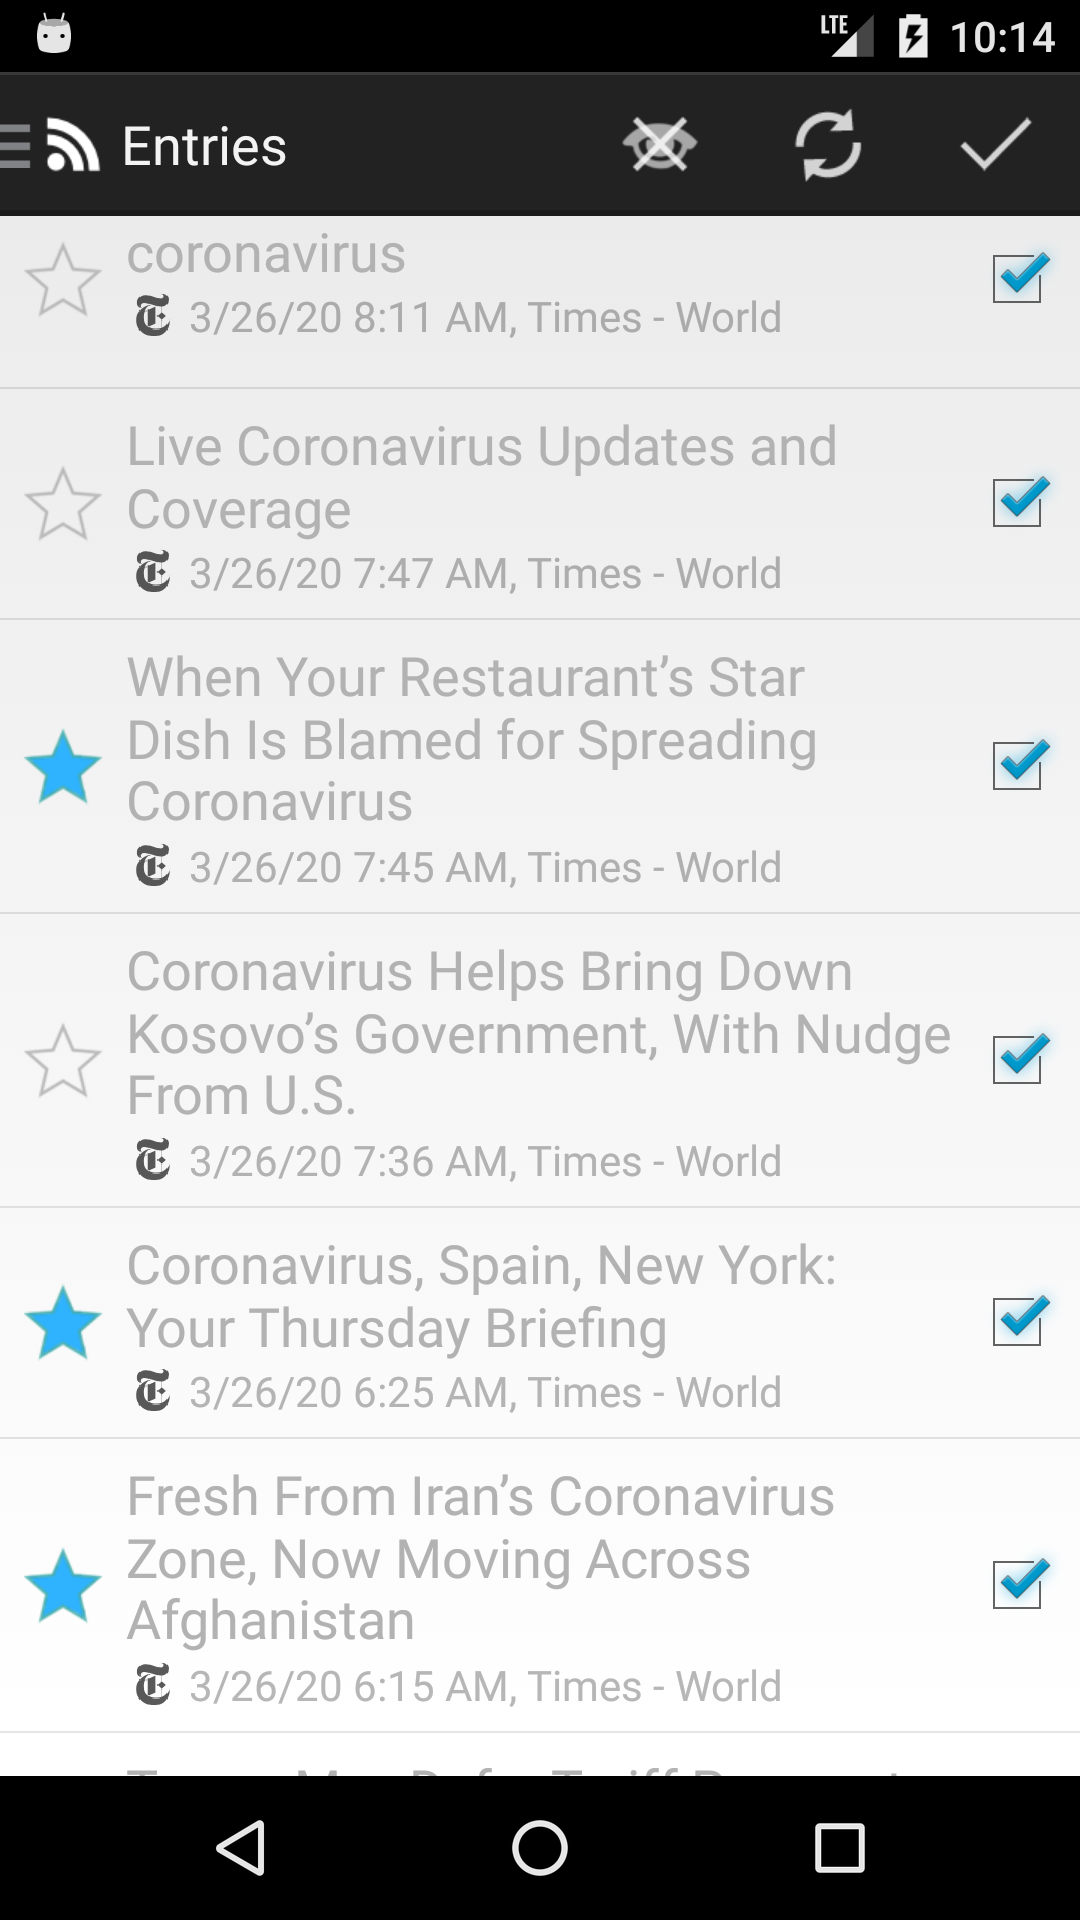 LTE 10:14
Entries
coronavirus
3/26/20 8:11 AM, Times - World
Live Coronavirus Updates and
Coverage
3/26/20 7:47 AM, Times - World
When Your Restaurant’s Star
Dish Is Blamed for Spreading
Coronavirus
3/26/20 7:45 AM, Times - World
Coronavirus Helps Bring Down
Kosovo’s Government, With Nudge
From U.S.
3/26/20 7:36 AM, Times - World
Coronavirus, Spain, New York:
Your Thursday Briefing
3/26/20 6:25 AM, Times - World
Fresh From Iran’s Coronavirus
Zone, Now Moving Across
Afghanistan
3/26/20 6:15 AM, Times - World